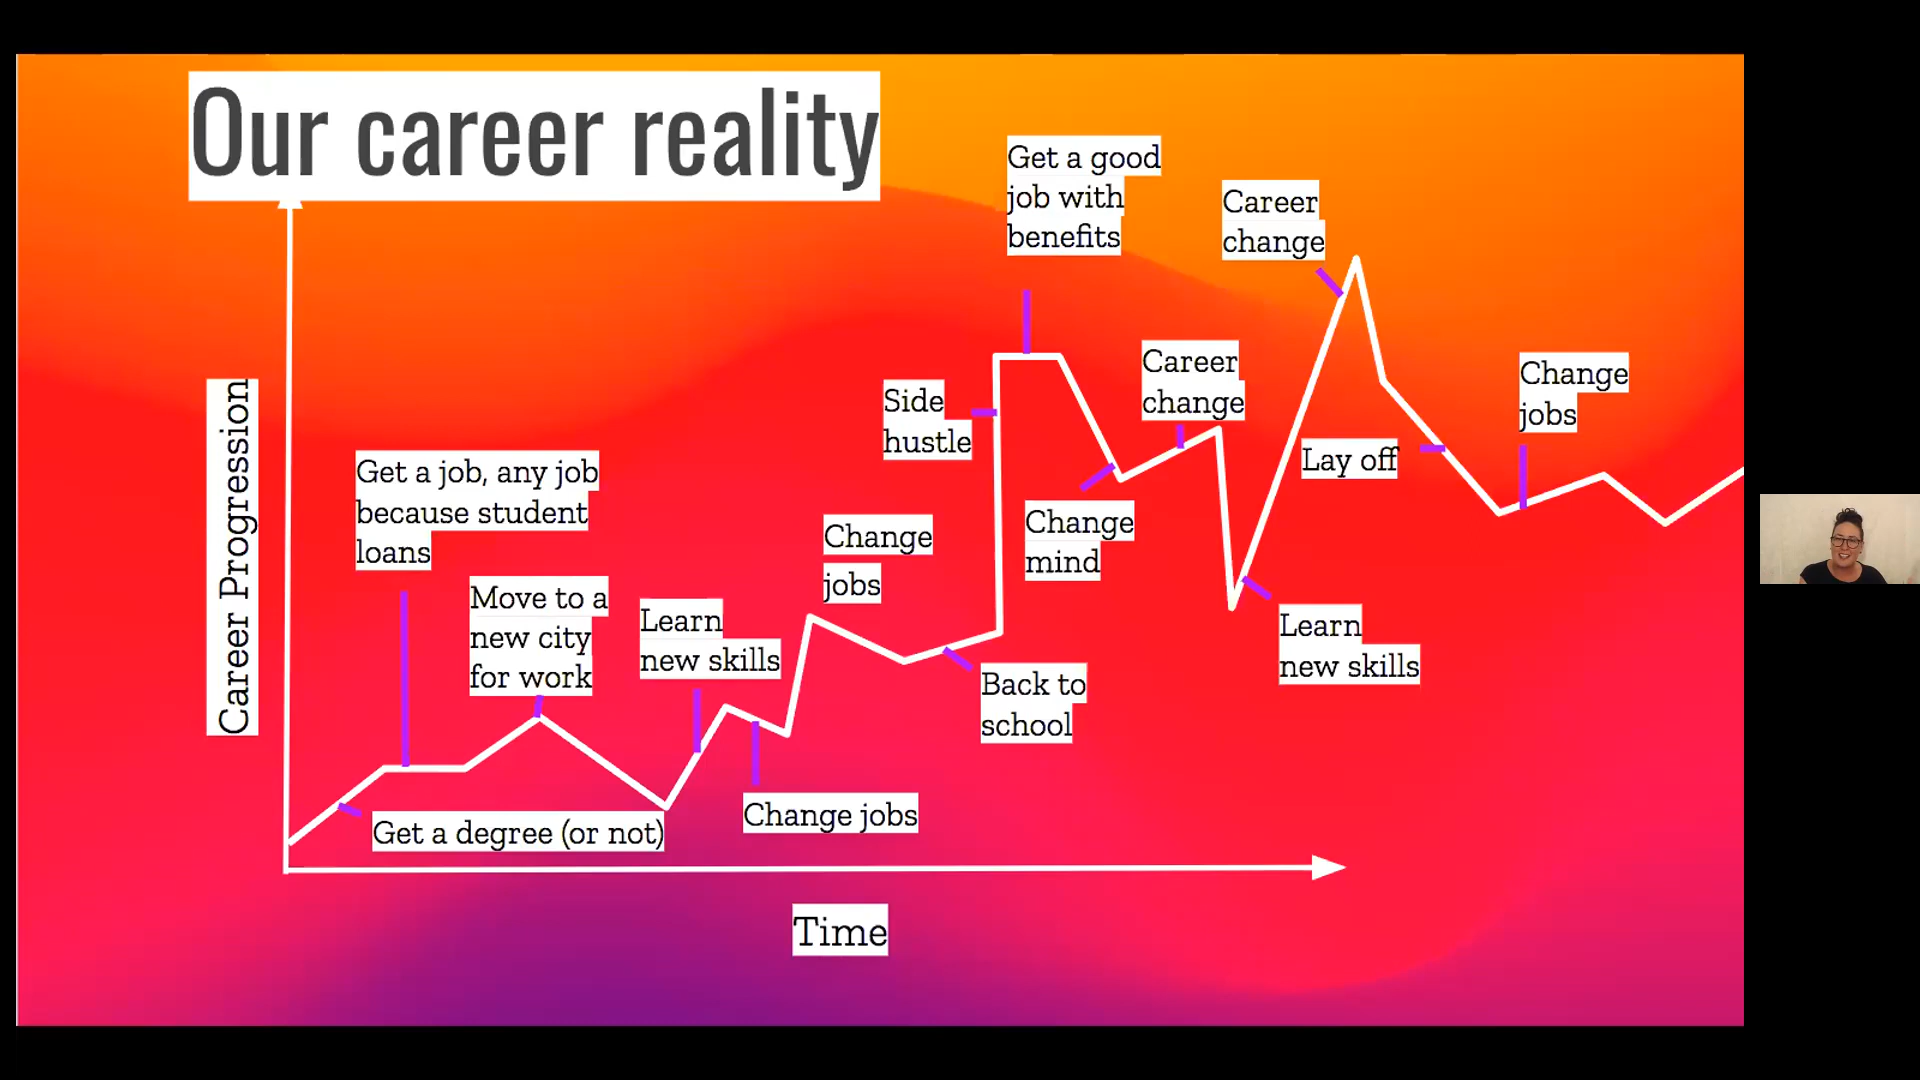 Our career reality
Get a good
job with
benefits
Career
change
Career
change
Change
jobs
Side
hustle
Lay off
Career Progression
Get a job, any job
because student
loans
Change
jobs
Change
mind
Move to a
new city
for work
Learn
new skills
Learn
new skills
Back to
school
Change jobs
Get a degree (or not)
Time